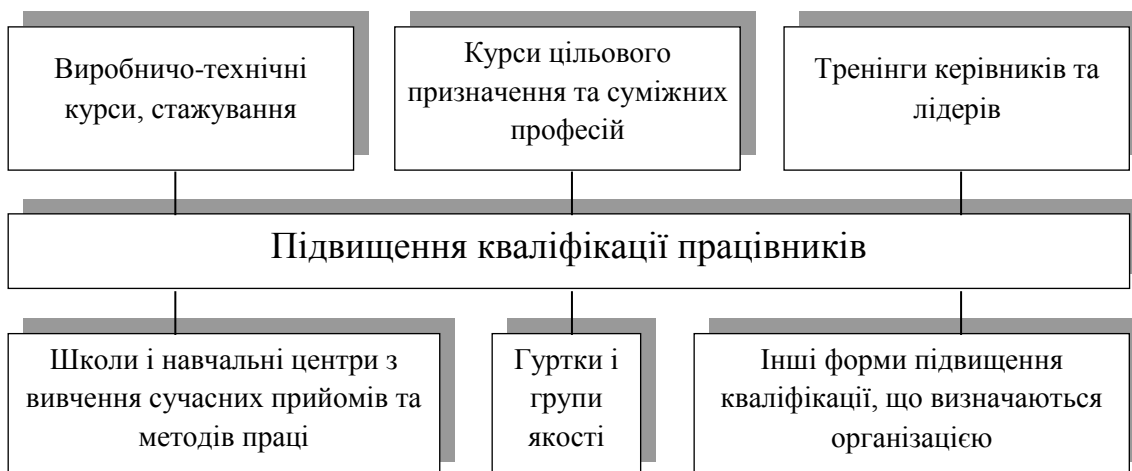 Виробничо-технічні
курси, стажування
Курси цільового
призначення та суміжних
професій
Тренінги керівників та
лідерів
Підвищення кваліфікації працівників
Школи і навчальні центри з
вивчення сучасних прийомів та
методів праці
Гуртки і
групи
якості
Інші форми підвищення
кваліфікації, що визначаються
організацією